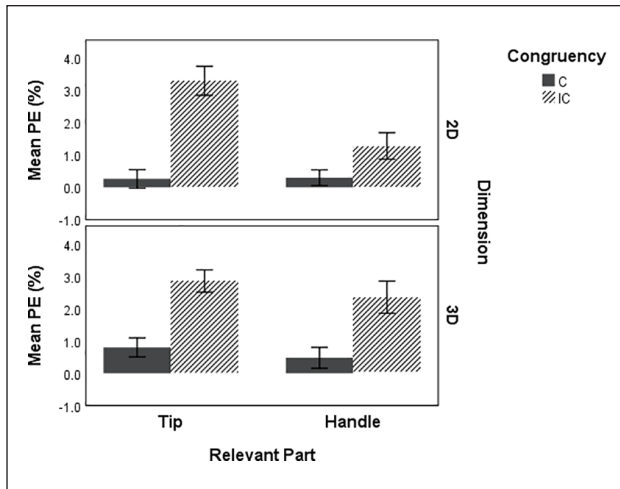 Congruency
C
IC
Mean PE (%)
4.0
3.0
2.0
1.0
0.0
-1.0
2D
Dimension
Mean PE (%)
4.0
3.0
2.0
1.0
0.0
-1.0
3D
Tip
Handle
Relevant Part